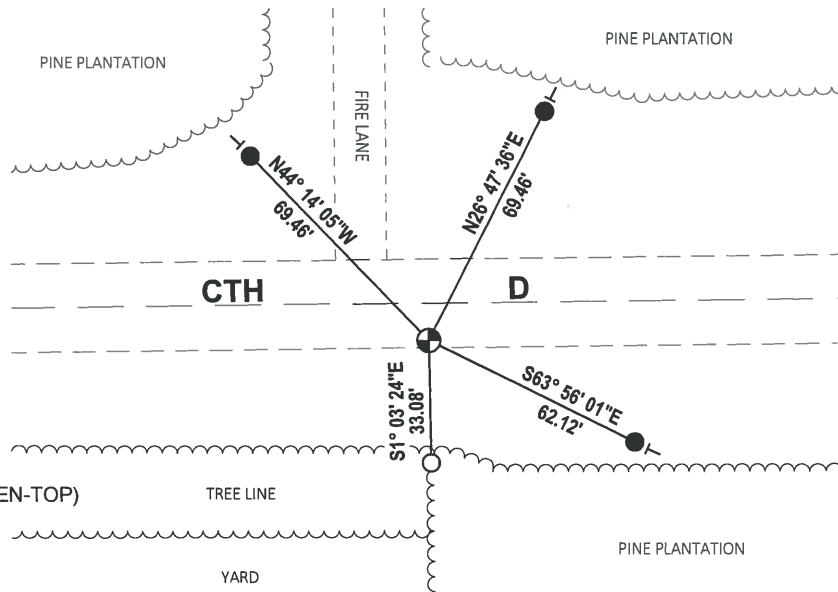 PINE PLANTATION
PINE PLANTATION
FIRE LANE
N44° 14' 05"W
69.46'
N26° 47' 36"E
69.46'
CTH
D
S1° 03' 24"E
33.08'
S63° 56' 01"E
62.12'
EN-TOP)
TREE LINE
PINE PLANTATION
YARD